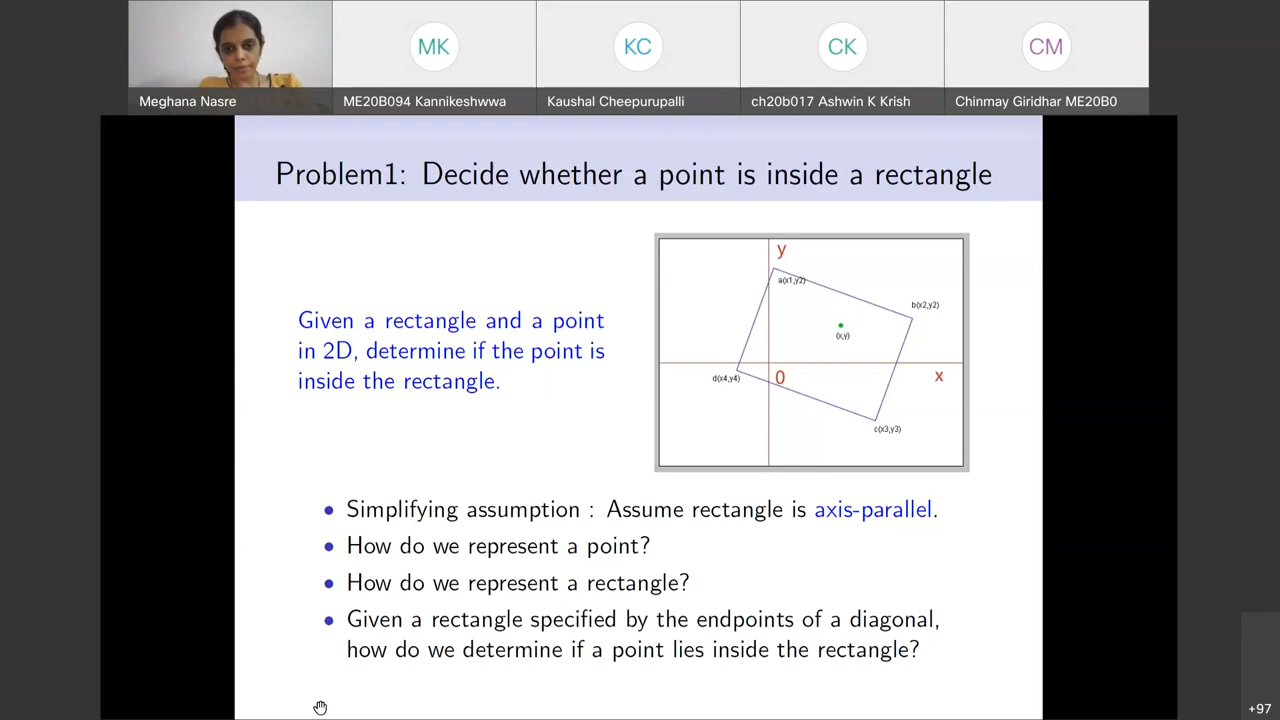 MK
KC
CK
CM
Meghana Nasre
ME20B094 Kannikeshwwa
Kaushal Cheepurupalli
ch20b017 Ashwin K Krish
Chinmay Giridhar ME20B0
Problem1: Decide whether a point is inside a rectangle
Given a rectangle and a point
in 2D, determine if the point is
inside the rectangle.
y
a(x1,y2)
b(x2,y2)
(x,y)
d(x4,y4)
0
x
c(x3,y3)
• Simplifying assumption : Assume rectangle is axis-parallel.
• How do we represent a point?
• How do we represent a rectangle?
• Given a rectangle specified by the endpoints of a diagonal,
how do we determine if a point lies inside the rectangle?
+97